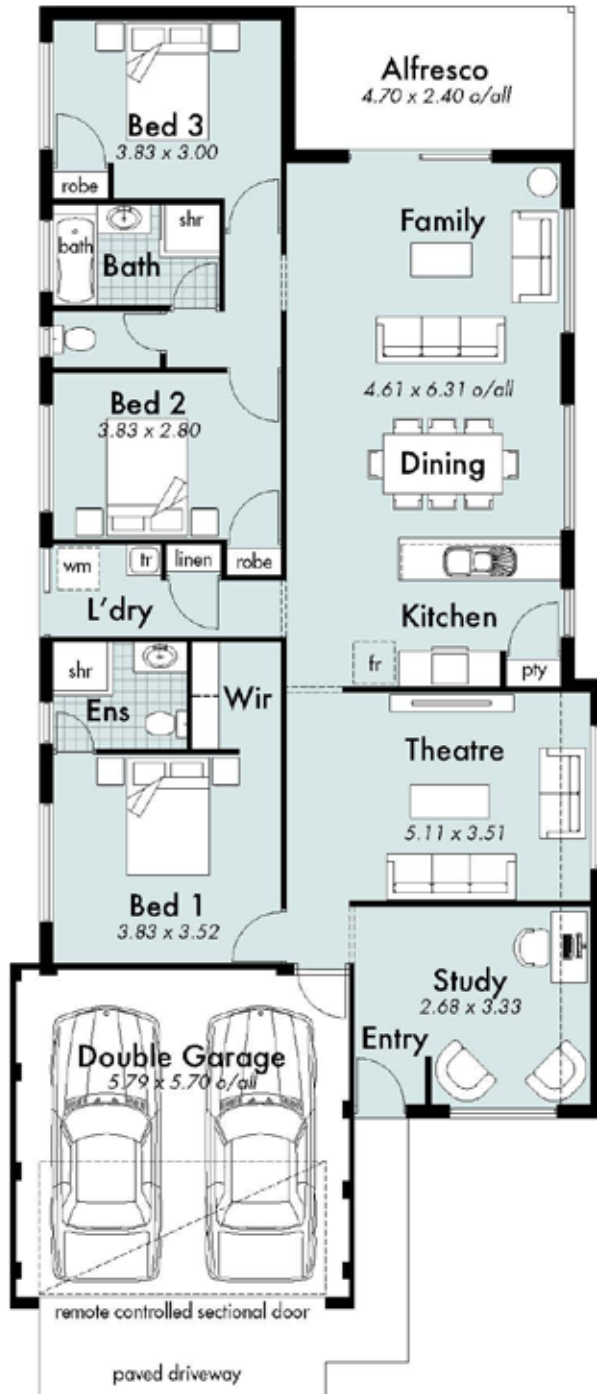 Alfresco
4.70 x 2.40 o/all
Bed 3
3.83 x 3.00
robe
Family
shr
bath
Bath
4.61 x 6.31 o/all
Bed 2
3.83 x 2.80
Dining
wm
tr
linen
robe
L'dry
Kitchen
fr
pty
shr
Ens
Wir
Theatre
5.11 x 3.51
Bed 1
3.83 x 3.52
Study
2.68 x 3.33
Entry
Double Garage
5.79 x 5.70 o/all
remote controlled sectional door
paved driveway